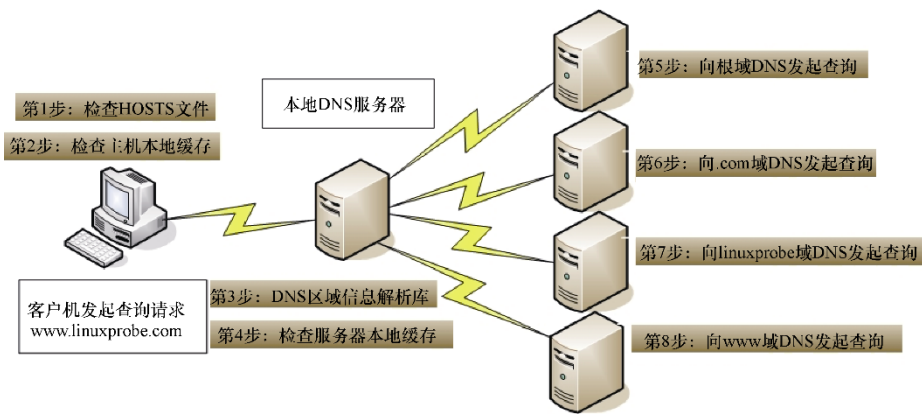 第1步：检查HOSTS文件
第2步：检查主机本地缓存
客户机发起查询请求
www.linuxprobe.com
本地DNS服务器
第3步：DNS区域信息解析库
第4步：检查服务器本地缓存
第5步：向根域DNS发起查询
第6步：向.com域DNS发起查询
第7步：向linuxprobe域DNS发起查询
第8步：向www域DNS发起查询